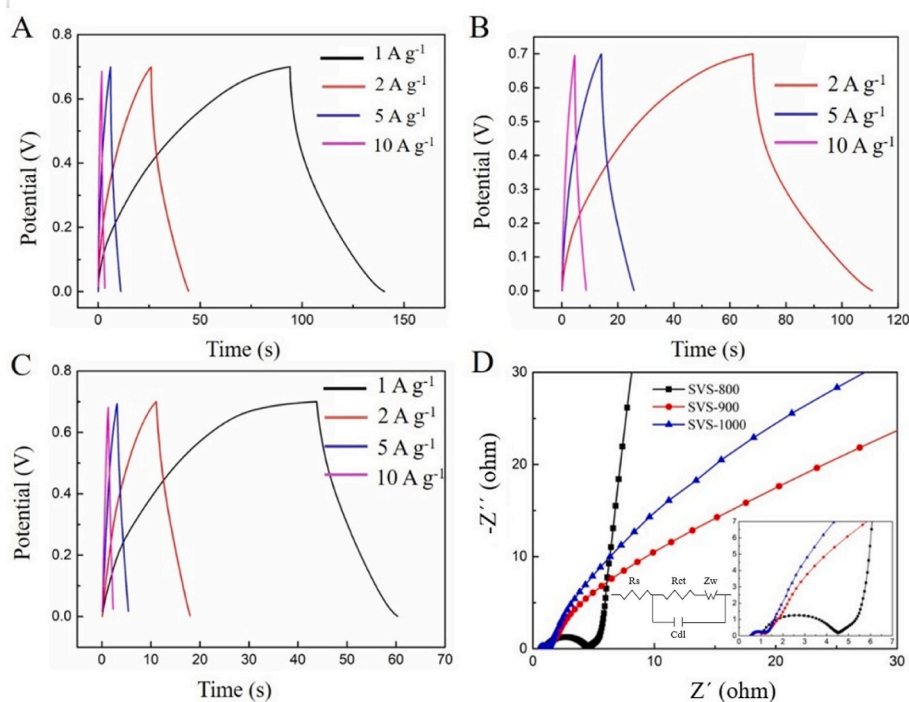 A
0.8
0.6
0.4
0.2
0.0
Potential (V)
1 A g-1
2 A g-1
5 A g-1
10 A g-1
0
50
100
150
Time (s)
B
0.7
0.6
0.5
0.4
0.3
0.2
0.1
0.0
Potential (V)
2 A g-1
5 A g-1
10 A g-1
0
20
40
60
80
100
120
Time (s)
C
0.8
0.6
0.4
0.2
0.0
Potential (V)
1 A g-1
2 A g-1
5 A g-1
10 A g-1
0
10
20
30
40
50
60
70
Time (s)
D
30
20
10
0
-Z´´ (ohm)
SVS-800
SVS-900
SVS-1000
Rs
Rct
Zw
Cdl
7
6
5
4
3
2
1
0
0
1
2
3
4
5
6
7
10
20
30
Z´ (ohm)